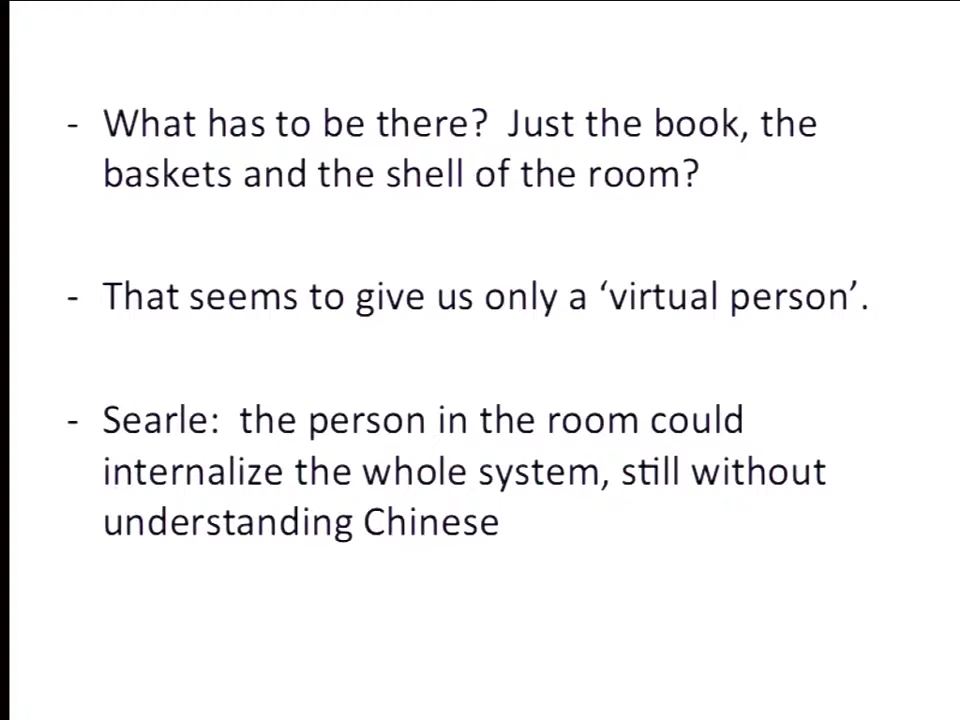 - What has to be there?  Just the book, the
baskets and the shell of the room?
- That seems to give us only a ‘virtual person’.
- Searle:  the person in the room could
internalize the whole system, still without
understanding Chinese